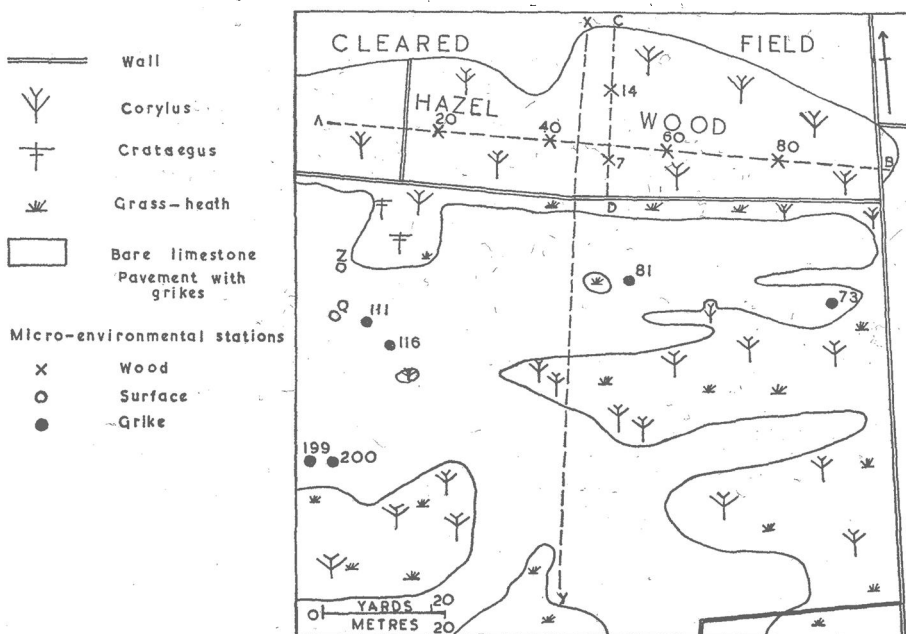 Wall
Corylus
Crataegus
Grass-heath
Bare limestone
Pavement with
grikes
Micro-environmental stations
x Wood
o Surface
● Grike
CLEARED
FIELD
X
C
14
HAZEL
WOOD
A
20
40
60
80
7
B
D
Z
81
73
Q
111
116
199
200
Y
0
YARDS 20
METRES 20